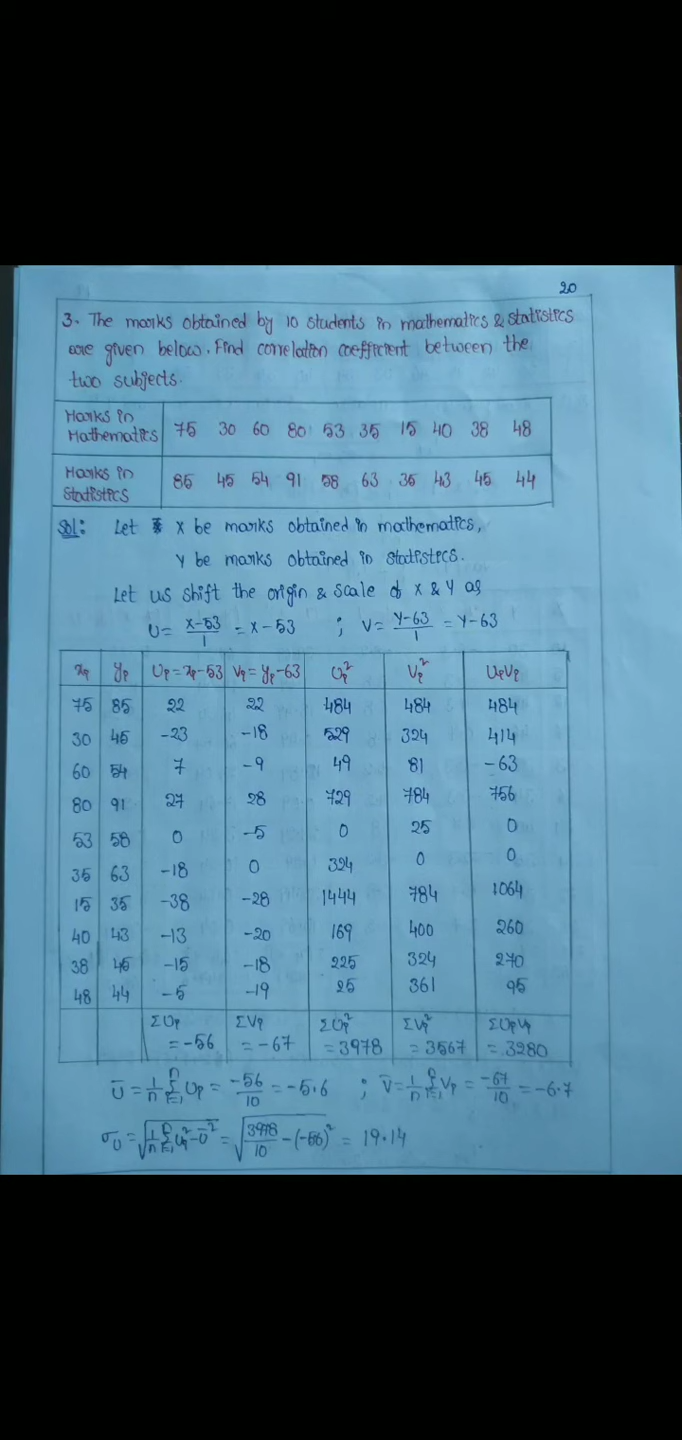 20
3. The marks obtained by 10 students in mathematics & statistics
are given below. Find correlation coefficient between the
two subjects.
Marks in Mathematics 75 30 60 80 53 35 15 40 38 48
Marks in Statistics 85 45 54 91 58 63 35 43 45 44
Sol: Let X be marks obtained in mathematics,
Y be marks obtained in statistics.
Let us shift the origin & scale of X & Y as
U = (X-53)/1 = X-53 ; V = (Y-63)/1 = Y-63
xᵢ yᵢ Uᵢ=xᵢ-53 Vᵢ=yᵢ-63 Uᵢ² Vᵢ² UᵢVᵢ
75 85 22 22 484 484 484
30 45 -23 -18 529 324 414
60 54 7 -9 49 81 -63
80 91 27 28 729 784 756
53 58 0 -5 0 25 0
35 63 -18 0 324 0 0
15 35 -38 -28 1444 784 1064
40 43 -13 -20 169 400 260
38 45 -15 -18 225 324 270
48 44 -5 -19 25 361 95
ΣUᵢ = -56 ΣVᵢ = -67 ΣUᵢ² = 3978 ΣVᵢ² = 3567 ΣUᵢVᵢ = 3280
Ū = 1/n Σᵢ₌₁ⁿ Uᵢ = -56/10 = -5.6 ; V̄ = 1/n Σᵢ₌₁ⁿ Vᵢ = -67/10 = -6.7
σ_U = √(1/n Σᵢ₌₁ⁿ Uᵢ² - Ū²) = √(3978/10 - (-56)²) = 19.14